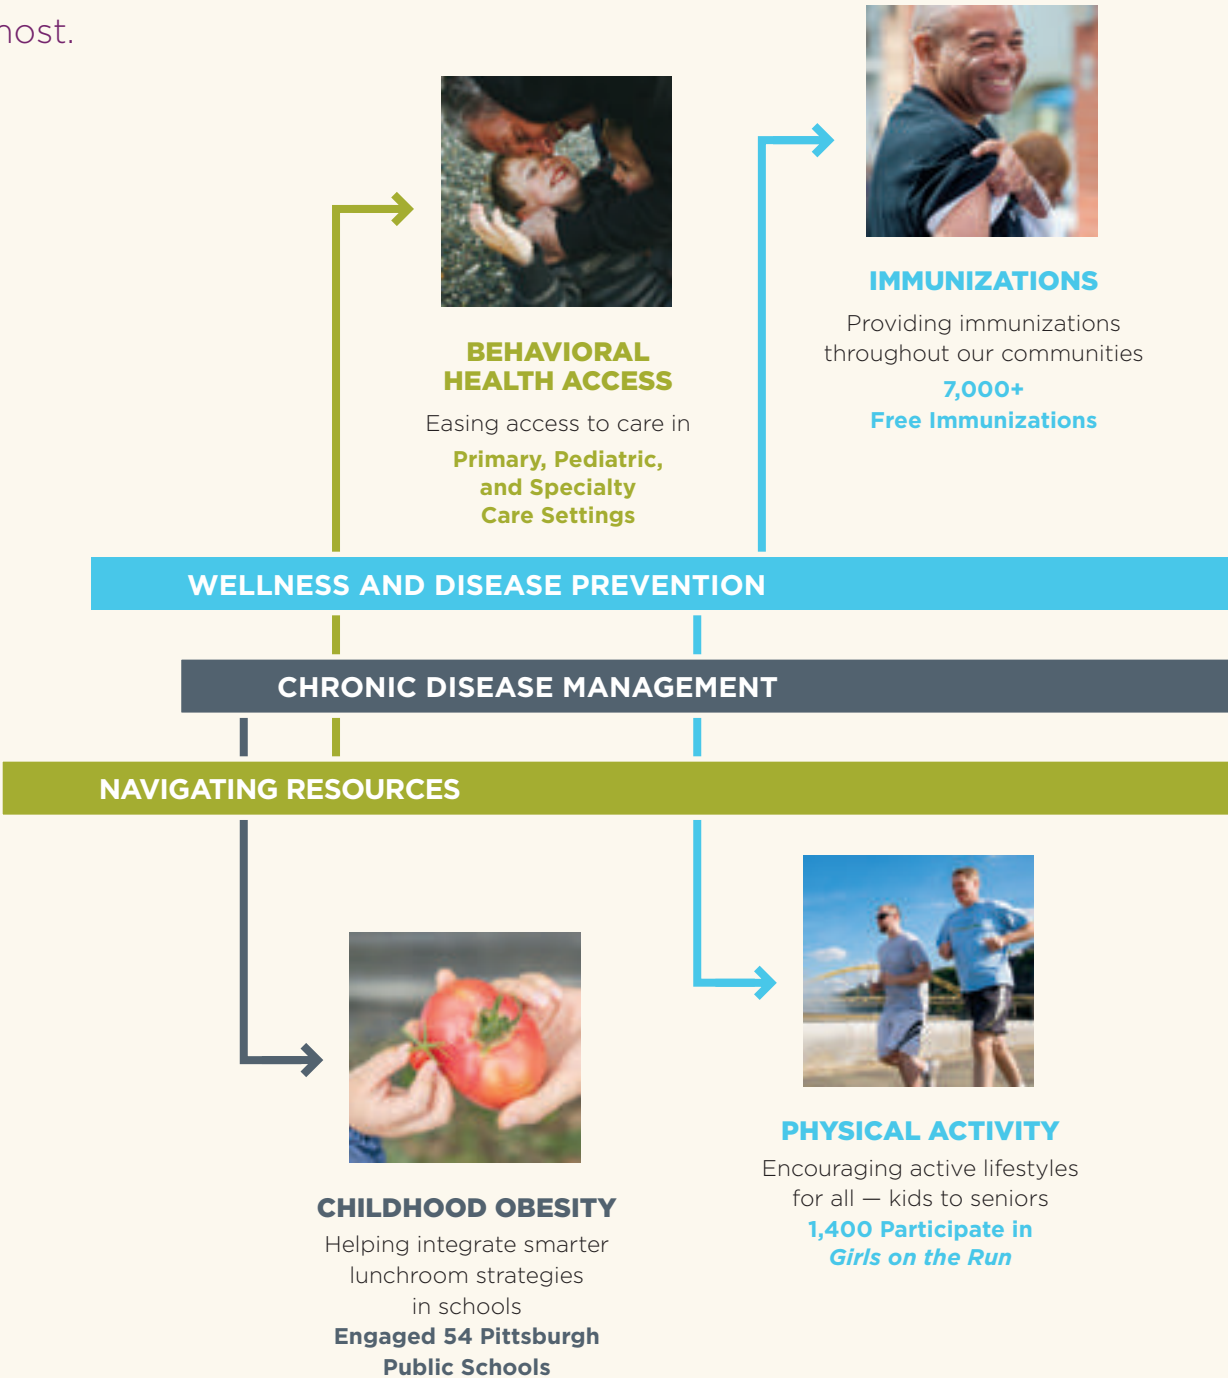 BEHAVIORAL
HEALTH ACCESS
Easing access to care in
Primary, Pediatric,
and Specialty
Care Settings
IMMUNIZATIONS
Providing immunizations
throughout our communities
7,000+
Free Immunizations
WELLNESS AND DISEASE PREVENTION
CHRONIC DISEASE MANAGEMENT
NAVIGATING RESOURCES
CHILDHOOD OBESITY
Helping integrate smarter
lunchroom strategies
in schools
Engaged 54 Pittsburgh
Public Schools
PHYSICAL ACTIVITY
Encouraging active lifestyles
for all — kids to seniors
1,400 Participate in
Girls on the Run